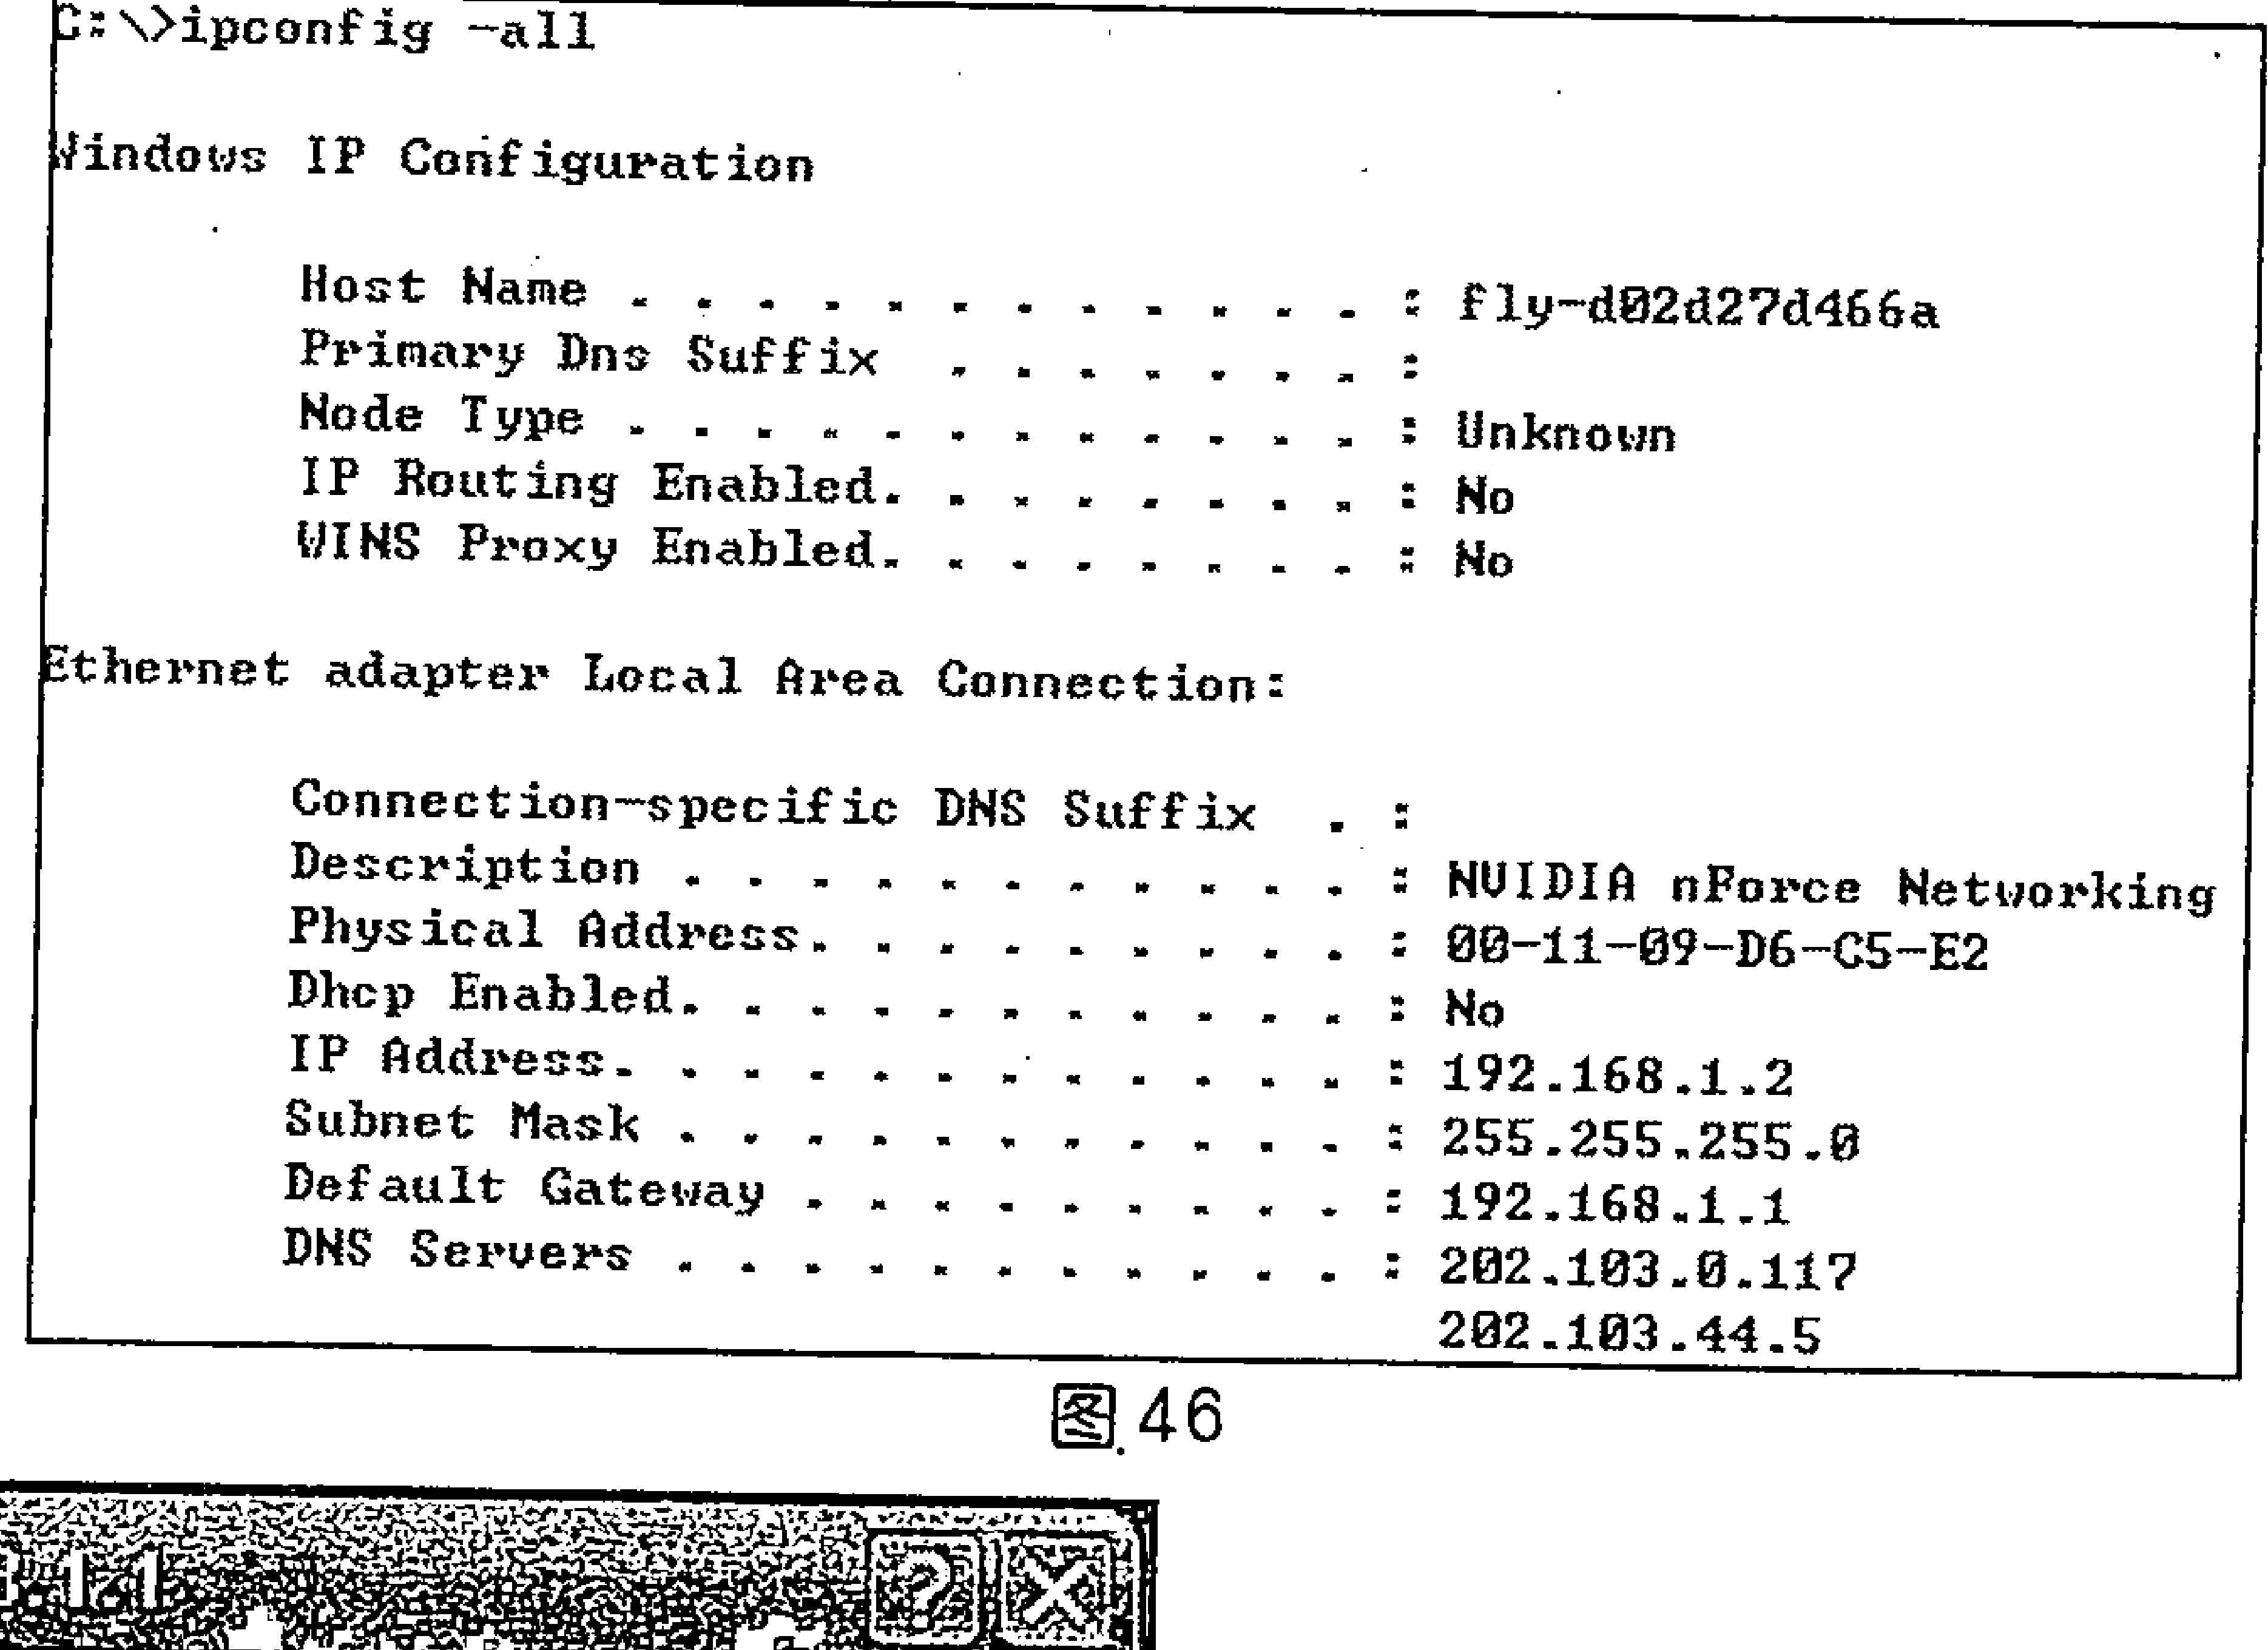 C:\>ipconfig -all
Windows IP Configuration
Host Name . . . . . . . . . . . . : fly-d02d27d466a
Primary Dns Suffix . . . . . . . :
Node Type . . . . . . . . . . . . : Unknown
IP Routing Enabled. . . . . . . . : No
WINS Proxy Enabled. . . . . . . . : No
Ethernet adapter Local Area Connection:
Connection-specific DNS Suffix . :
Description . . . . . . . . . . . : NVIDIA nForce Networking
Physical Address. . . . . . . . . : 00-11-09-D6-C5-E2
Dhcp Enabled. . . . . . . . . . . : No
IP Address. . . . . . . . . . . . : 192.168.1.2
Subnet Mask . . . . . . . . . . . : 255.255.255.0
Default Gateway . . . . . . . . . : 192.168.1.1
DNS Servers . . . . . . . . . . . : 202.103.0.117
202.103.44.5
图 46